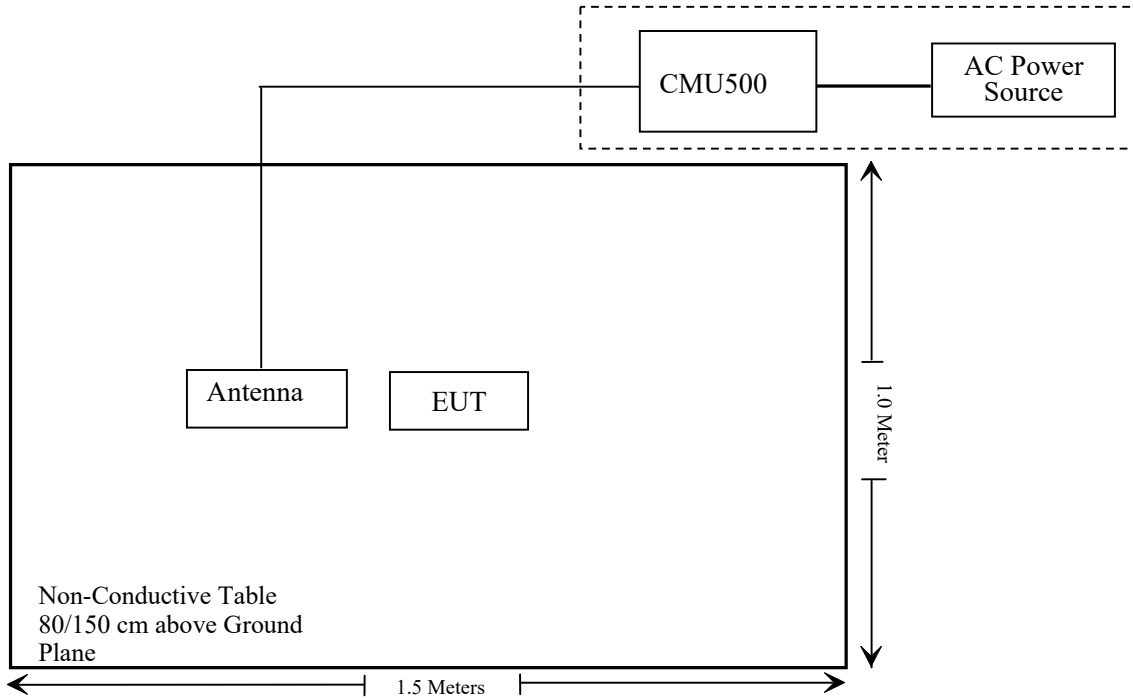 CMU500
AC Power
Source
Antenna
EUT
1.0 Meter
Non-Conductive Table
80/150 cm above Ground
Plane
1.5 Meters